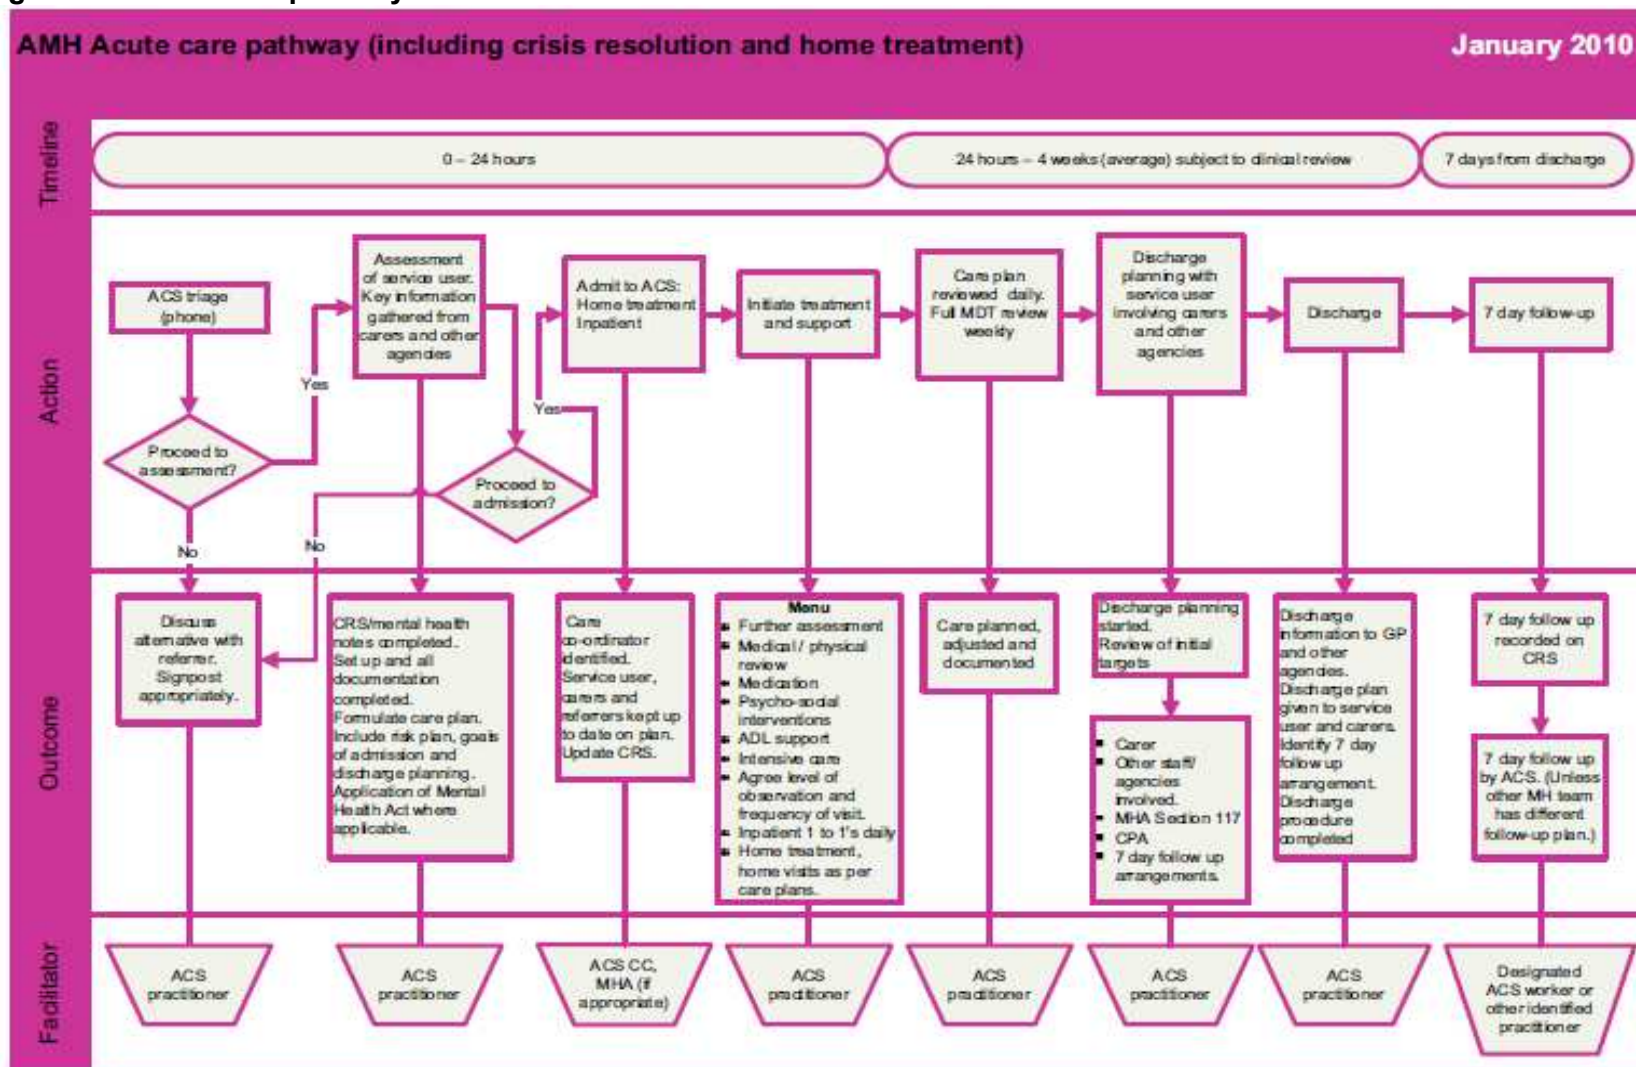 AMH Acute care pathway (including crisis resolution and home treatment)
January 2010
Timeline
0 – 24 hours
24 hours – 4 weeks (average) subject to clinical review
7 days from discharge
Action
ACS triage
(phone)
Proceed to
assessment?
Yes
No
Assessment
of service user.
Key information
gathered from
carers and other
agencies
Proceed to
admission?
Yes
No
Admit to ACS:
Home treatment
Inpatient
Initiate treatment
and support
Care plan
reviewed daily.
Full MDT review
weekly
Discharge
planning with
service user
involving carers
and other
agencies
Discharge
7 day follow-up
Outcome
Discuss
alternative with
referrer.
Signpost
appropriately.
CRS/mental health
notes completed.
Set up and all
documentation
completed.
Formulate care plan.
Include risk plan, goals
of admission and
discharge planning.
Application of Mental
Health Act where
applicable.
Care
co-ordinator
identified.
Service user,
carers and
referrers kept up
to date on plan.
Update CRS.
Menu
Further assessment
Medical / physical
review
Medication
Psycho-social
interventions
ADL support
Intensive care
Agree level of
observation and
frequency of visit.
Inpatient 1 to 1's daily
Home treatment,
home visits as per
care plans.
Care planned,
adjusted and
documented
Discharge planning
started.
Review of initial
targets
Carer
Other staff/
agencies
involved.
MHA Section 117
CPA
7 day follow up
arrangements.
Discharge
information to GP
and other
agencies.
Discharge plan
given to service
user and carers.
Identify 7 day
follow up
arrangement.
Discharge
procedure
completed
7 day follow up
recorded on
CRS
7 day follow up
by ACS. (Unless
other MH team
has different
follow-up plan.)
Facilitator
ACS
practitioner
ACS
practitioner
ACS CC,
MHA (if
appropriate)
ACS
practitioner
ACS
practitioner
ACS
practitioner
ACS
practitioner
Designated
ACS worker or
other identified
practitioner